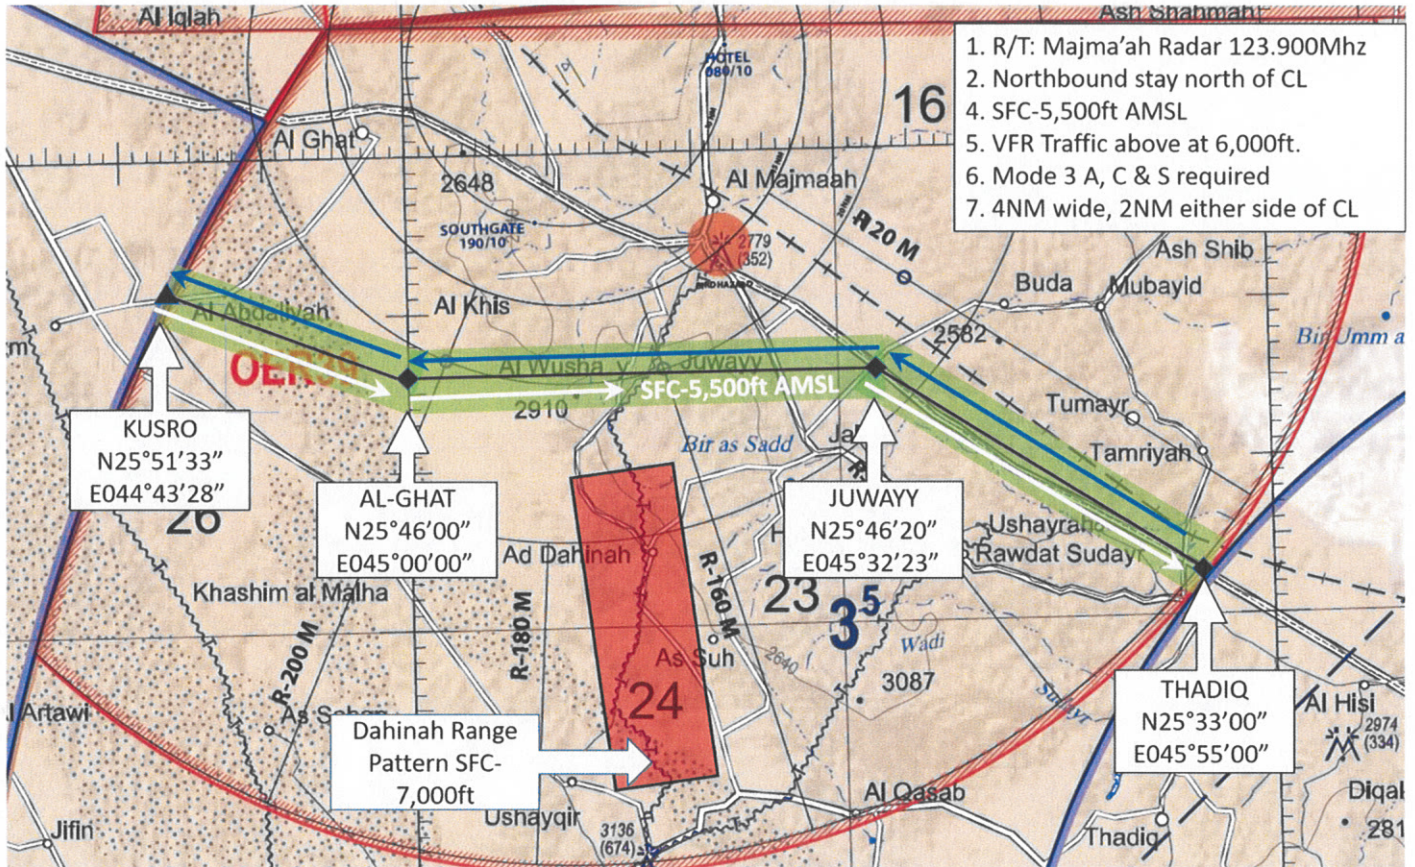 Al Iqlah
Ash Shahmah
HOTEL
080/10
1. R/T: Majma’ah Radar 123.900Mhz
2. Northbound stay north of CL
4. SFC-5,500ft AMSL
5. VFR Traffic above at 6,000ft.
6. Mode 3 A, C & S required
7. 4NM wide, 2NM either side of CL
16
Al Ghat
2648
Al Majmaah
SOUTHGATE
190/10
2779
(352)
R 20 M
Ash Shib
Buda
Mubayid
Al Khis
Al Abdaliyah
2582
Bir Umm a
OER39
Al Wusha
Juwayy
SFC-5,500ft AMSL
2910
Tumayr
Bir as Sadd
Tamriyah
KUSRO
N25°51’33”
E044°43’28”
26
AL-GHAT
N25°46’00”
E045°00’00”
JUWAYY
N25°46’20”
E045°32’23”
Ushayrah
Rawdat Sudayr
Ad Dahinah
Khashim al Malha
R-200 M
R-180 M
R-160 M
23
3⁵
Wadi
As Suh
2640
24
3087
Sudayr
THADIQ
N25°33’00”
E045°55’00”
Al Hisi
2974
(334)
l Artawi
Dahinah Range
Pattern SFC-
7,000ft
Al Qasab
Diqal
Ushayqir
3136
(674)
Jifin
Thadiq
281